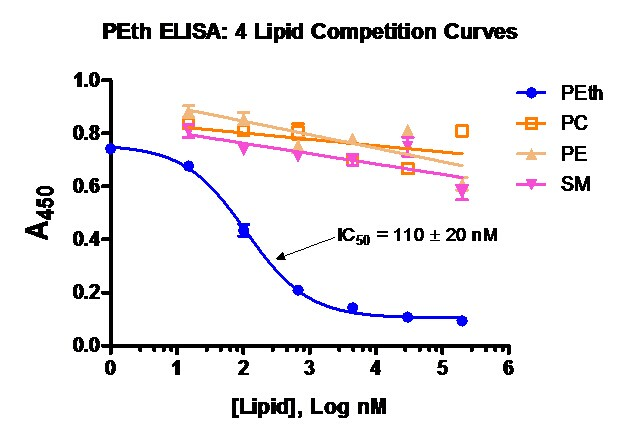 PEth ELISA: 4 Lipid Competition Curves
1.0
0.8
0.6
0.4
0.2
0.0
A450
0 1 2 3 4 5 6
[Lipid], Log nM
IC50 = 110 ± 20 nM
PEth
PC
PE
SM